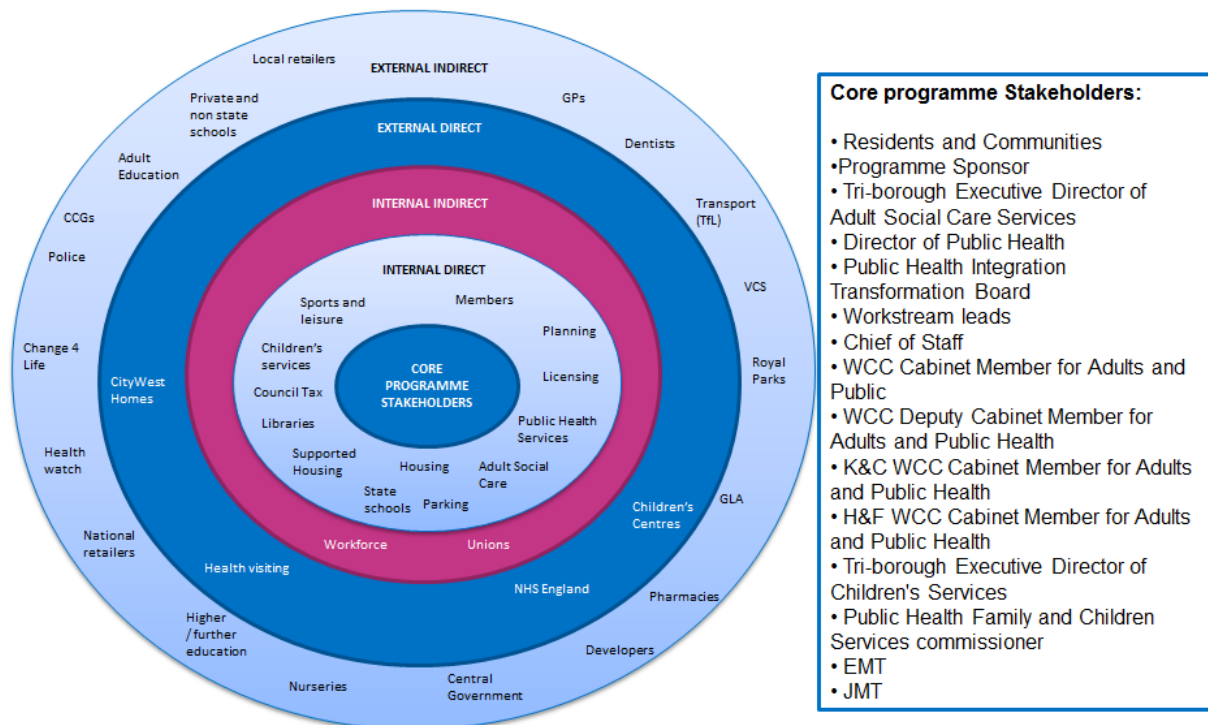 Local retailers
EXTERNAL INDIRECT
GPs
Private and
non state
schools
EXTERNAL DIRECT
Dentists
Adult
Education
INTERNAL INDIRECT
Transport
(TfL)
CCGs
Police
INTERNAL DIRECT
VCS
Sports and
leisure
Members
Planning
Change 4
Life
CityWest
Homes
Children's
services
Council Tax
Libraries
CORE
PROGRAMME
STAKEHOLDERS
Licensing
Royal
Parks
Public Health
Services
Health
watch
Supported
Housing
Housing
Adult Social
Care
State
schools
Parking
Children's
Centres
GLA
National
retailers
Workforce
Unions
Health visiting
NHS England
Pharmacies
Higher
/ further
education
Developers
Nurseries
Central
Government
Core programme Stakeholders:
• Residents and Communities
•Programme Sponsor
• Tri-borough Executive Director of
Adult Social Care Services
• Director of Public Health
• Public Health Integration
Transformation Board
• Workstream leads
• Chief of Staff
• WCC Cabinet Member for Adults and
Public
• WCC Deputy Cabinet Member for
Adults and Public Health
• K&C WCC Cabinet Member for Adults
and Public Health
• H&F WCC Cabinet Member for Adults
and Public Health
• Tri-borough Executive Director of
Children's Services
• Public Health Family and Children
Services commissioner
• EMT
• JMT